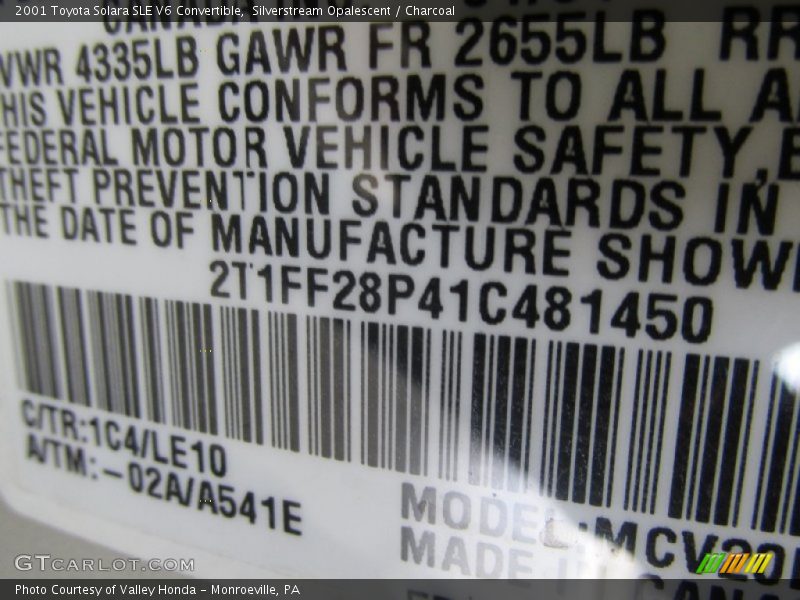 2001 Toyota Solara SLE V6 Convertible, Silverstream Opalescent / Charcoal
VWR 4335LB GAWR FR 2655LB RR
THIS VEHICLE CONFORMS TO ALL A
FEDERAL MOTOR VEHICLE SAFETY,
THEFT PREVENTION STANDARDS IN
THE DATE OF MANUFACTURE SHOW
2T1FF28P41C481450
C/TR:1C4/LE10
A/TM:-02A/A541E
MODEL:MCV20
MADE
GTCARLOT.COM
Photo Courtesy of Valley Honda - Monroeville, PA